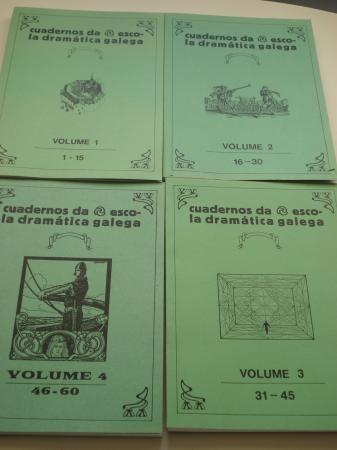 cuadernos da esco-
la dramática galega
VOLUME 1
1-15
cuadernos da esco-
la dramática galega
VOLUME 2
16-30
cuadernos da esco-
la dramática galega
VOLUME 4
46-60
cuadernos da esco-
la dramática galega
VOLUME 3
31-45